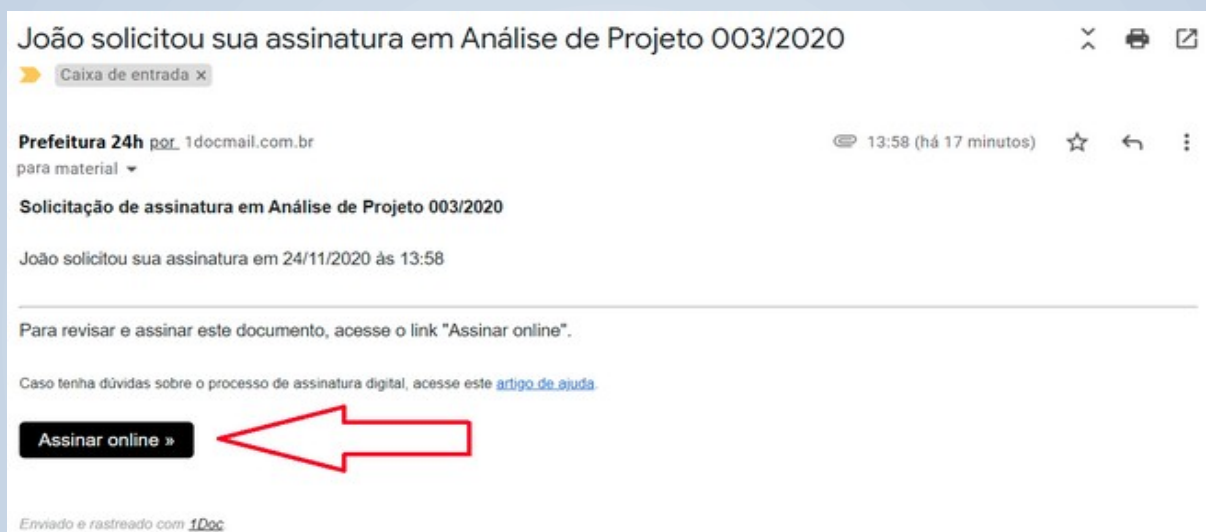 João solicitou sua assinatura em Análise de Projeto 003/2020
Caixa de entrada x
Prefeitura 24h por 1docmail.com.br 13:58 (há 17 minutos)
para material
Solicitação de assinatura em Análise de Projeto 003/2020
João solicitou sua assinatura em 24/11/2020 às 13:58
Para revisar e assinar este documento, acesse o link "Assinar online".
Caso tenha dúvidas sobre o processo de assinatura digital, acesse este artigo de ajuda.
Assinar online »
Enviado e rastreado com 1Doc